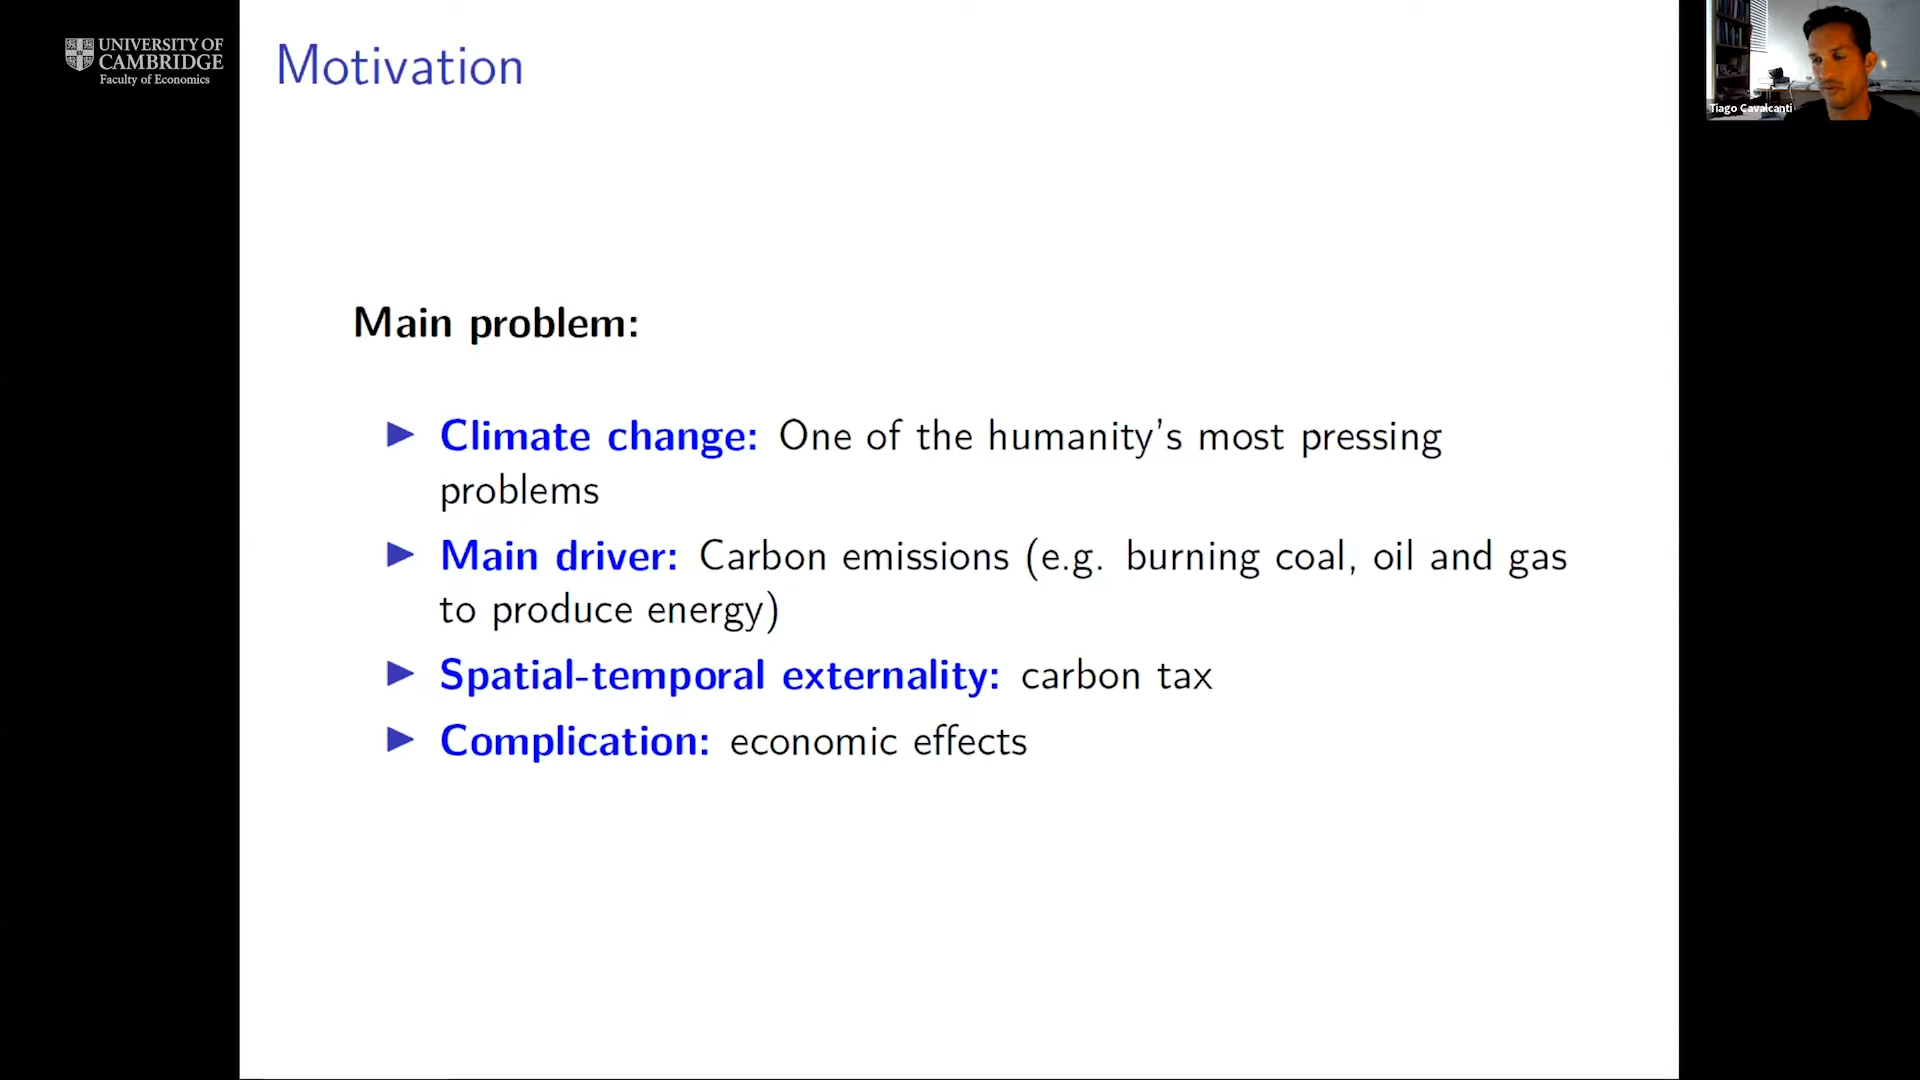 UNIVERSITY OF
CAMBRIDGE
Faculty of Economics
Motivation
Tiago Cavalcanti
Main problem:
Climate change: One of the humanity's most pressing
problems
Main driver: Carbon emissions (e.g. burning coal, oil and gas
to produce energy)
Spatial-temporal externality: carbon tax
Complication: economic effects